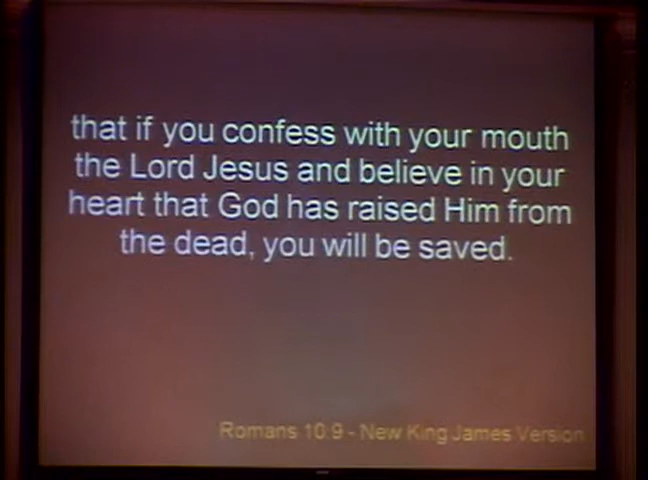 that if you confess with your mouth
the Lord Jesus and believe in your
heart that God has raised Him from
the dead, you will be saved.
Romans 10:9 - New King James Version